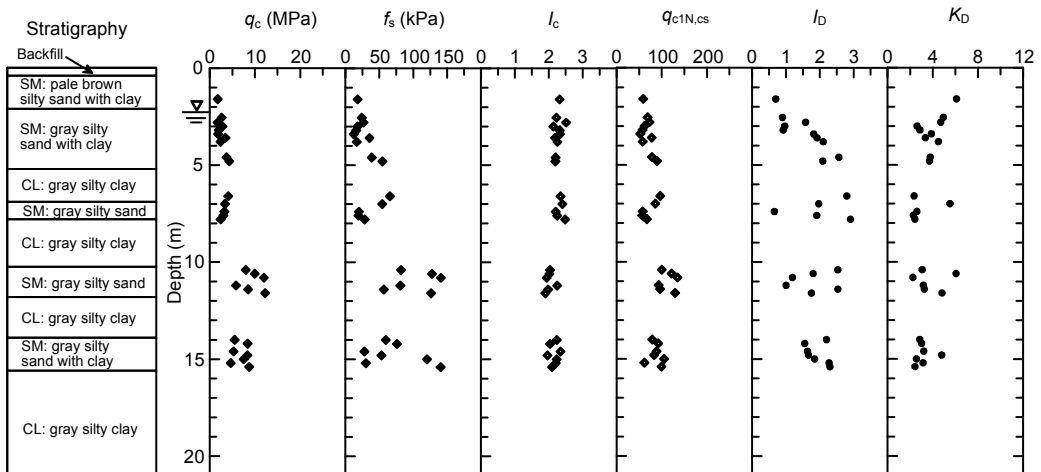 Stratigraphy
Backfill
SM: pale brown
silty sand with clay
SM: gray silty
sand with clay
CL: gray silty clay
SM: gray silty sand
CL: gray silty clay
SM: gray silty sand
CL: gray silty clay
SM: gray silty
sand with clay
CL: gray silty clay
Depth (m)
0
5
10
15
20
qc (MPa)
0 10 20
fs (kPa)
0 50 100 150
Ic
0 1 2 3
qc1N,cs
0 100 200
ID
0 1 2 3
KD
0 4 8 12